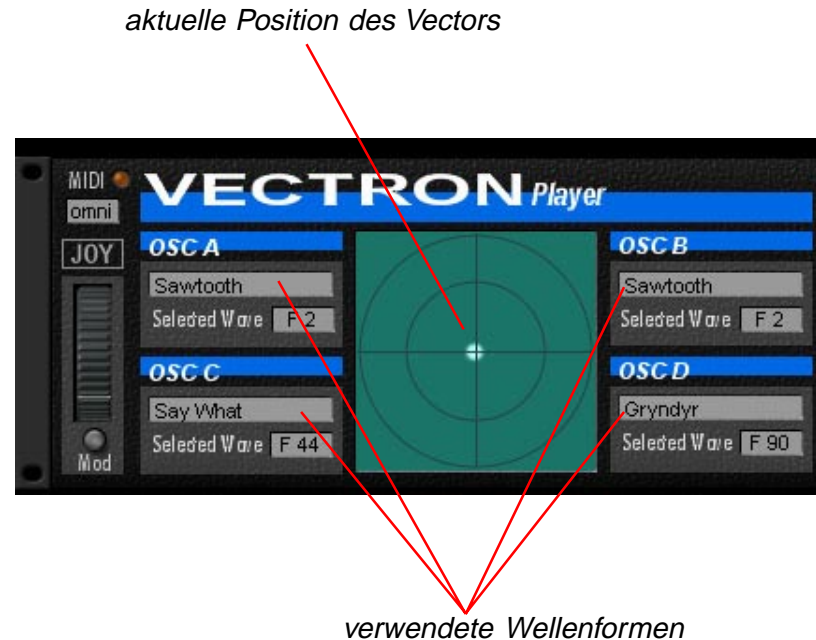 aktuelle Position des Vectors
MIDI
omni
VECTRON Player
JOY
OSC A
Sawtooth
Selected Wave F 2
OSC B
Sawtooth
Selected Wave F 2
OSC C
Say What
Selected Wave F 44
OSC D
Gryndyr
Selected Wave F 90
Mod
verwendete Wellenformen